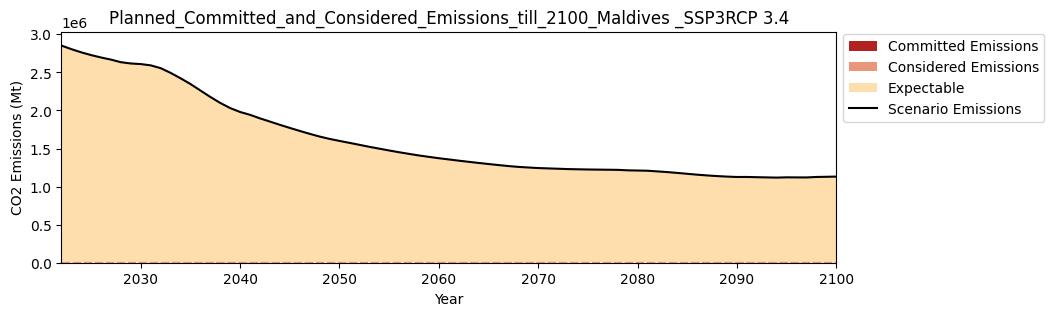 Planned_Committed_and_Considered_Emissions_till_2100_Maldives _SSP3RCP 3.4
1e6
3.0
2.5
2.0
1.5
1.0
0.5
0.0
CO2 Emissions (Mt)
2030
2040
2050
2060
2070
2080
2090
2100
Year
Committed Emissions
Considered Emissions
Expectable
Scenario Emissions